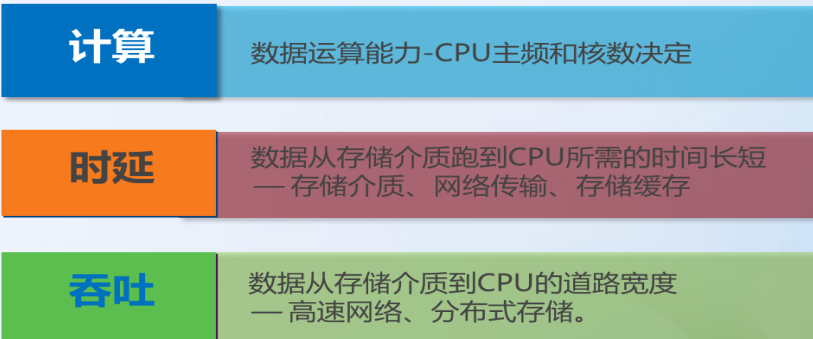 计算
数据运算能力-CPU主频和核数决定
时延
数据从存储介质跑到CPU所需的时间长短
— 存储介质、网络传输、存储缓存
吞吐
数据从存储介质到CPU的道路宽度
— 高速网络、分布式存储。